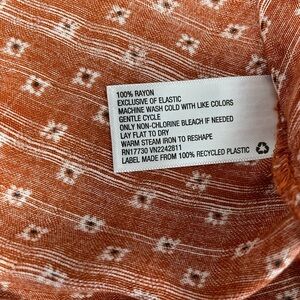 100% RAYON
EXCLUSIVE OF ELASTIC
MACHINE WASH COLD WITH LIKE COLORS
GENTLE CYCLE
ONLY NON-CHLORINE BLEACH IF NEEDED
LAY FLAT TO DRY
WARM STEAM IRON TO RESHAPE
RN17730 VN2242811
LABEL MADE FROM 100% RECYCLED PLASTIC